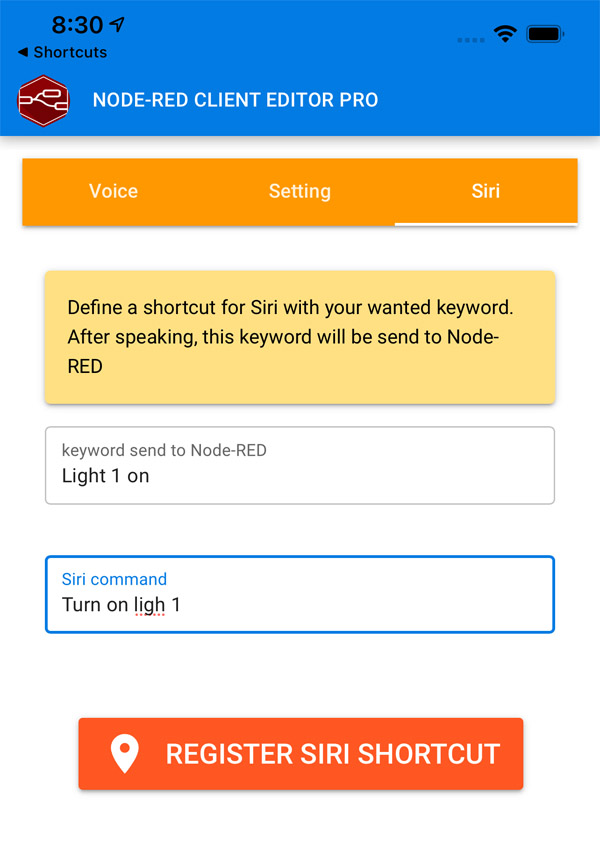 8:30
◀ Shortcuts
NODE-RED CLIENT EDITOR PRO
Voice Setting Siri
Define a shortcut for Siri with your wanted keyword.
After speaking, this keyword will be send to Node-
RED
keyword send to Node-RED
Light 1 on
Siri command
Turn on ligh 1
REGISTER SIRI SHORTCUT